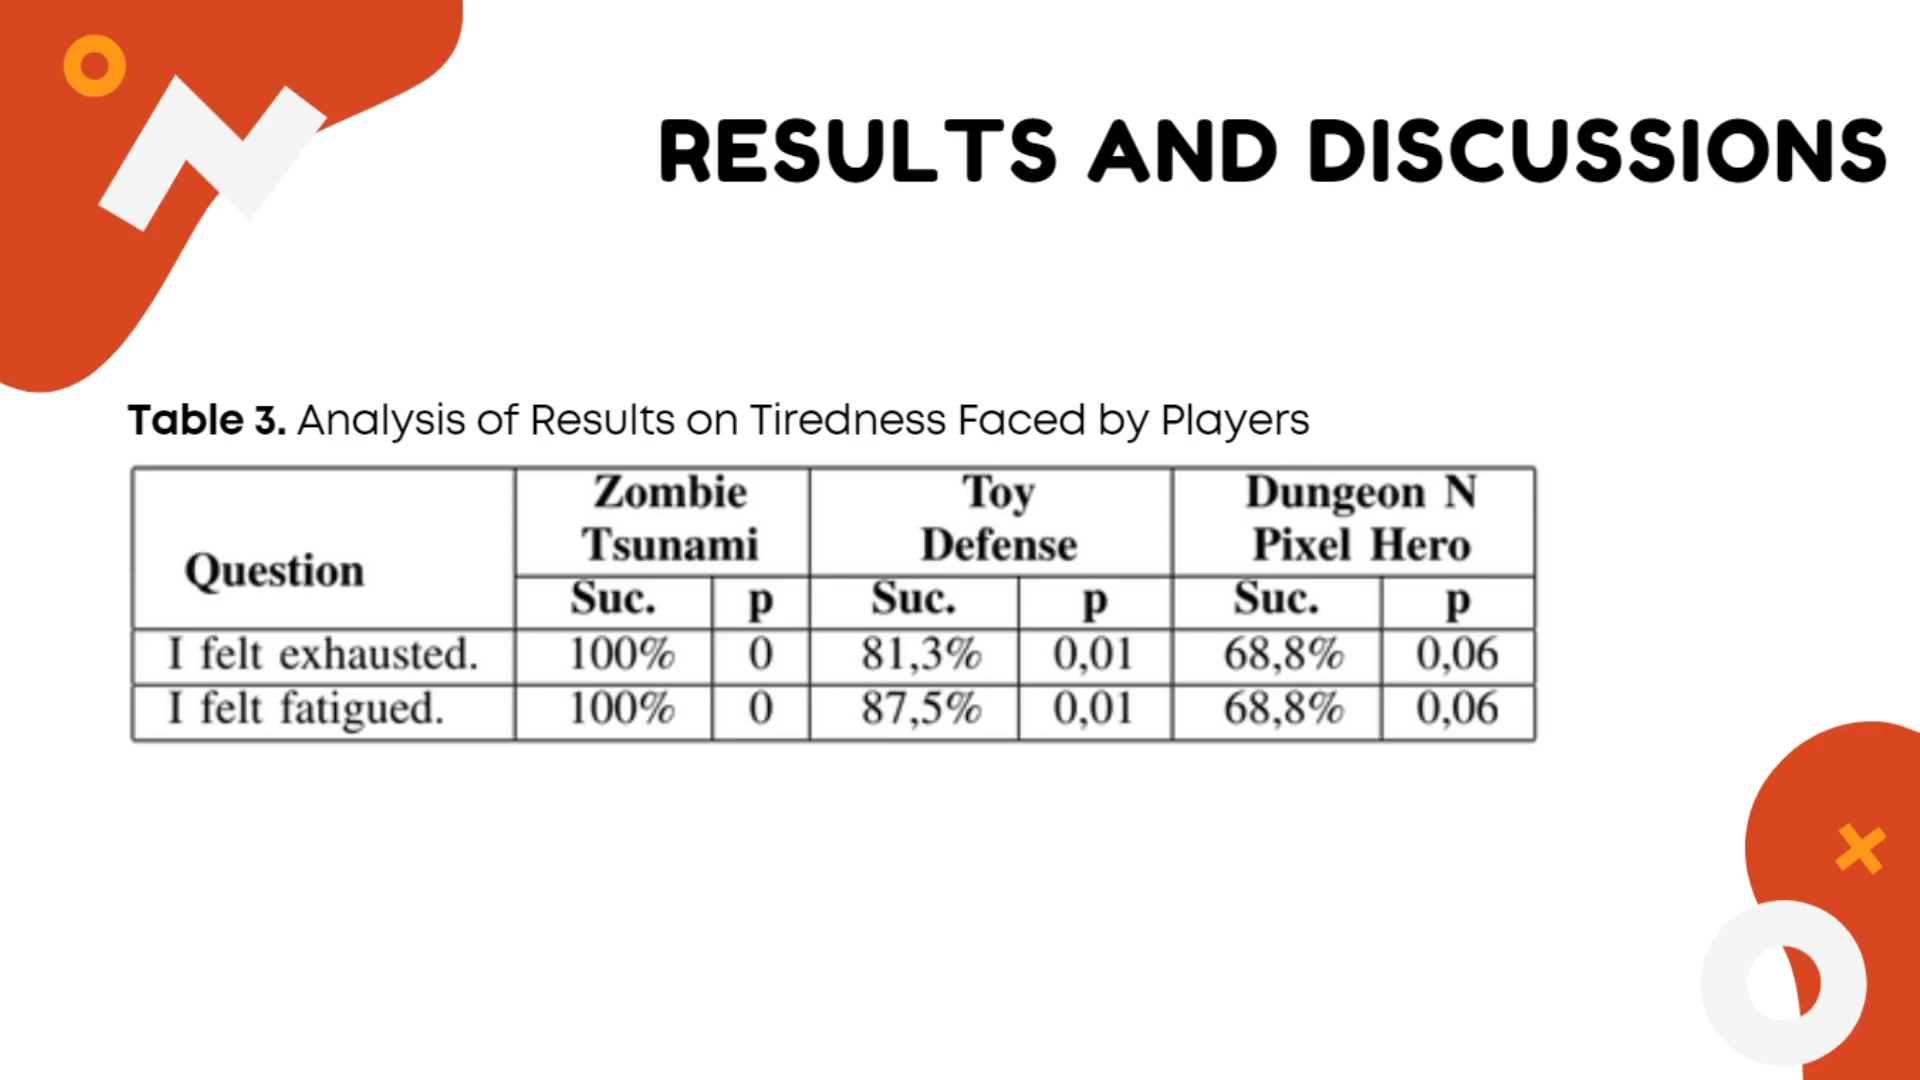 RESULTS AND DISCUSSIONS
Table 3. Analysis of Results on Tiredness Faced by Players
Question Zombie Tsunami Toy Defense Dungeon N Pixel Hero
Suc. p Suc. p Suc. p
I felt exhausted. 100% 0 81,3% 0,01 68,8% 0,06
I felt fatigued. 100% 0 87,5% 0,01 68,8% 0,06